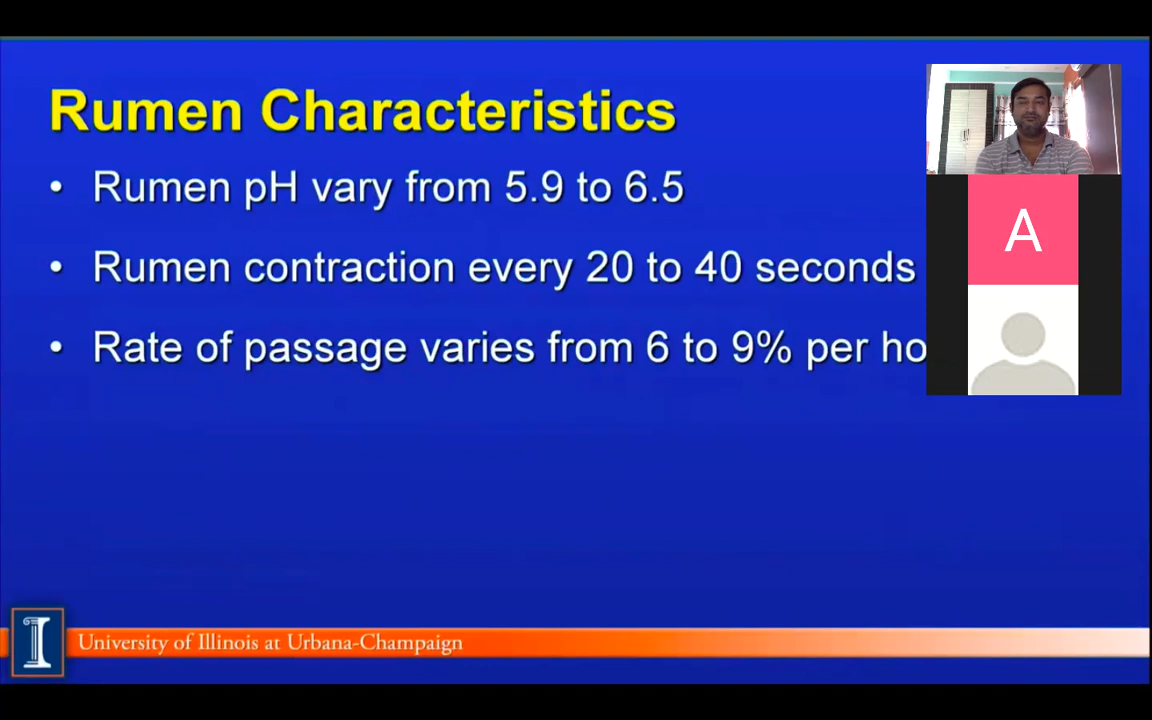 Rumen Characteristics
• Rumen pH vary from 5.9 to 6.5
• Rumen contraction every 20 to 40 seconds
• Rate of passage varies from 6 to 9% per ho
A
I
University of Illinois at Urbana-Champaign